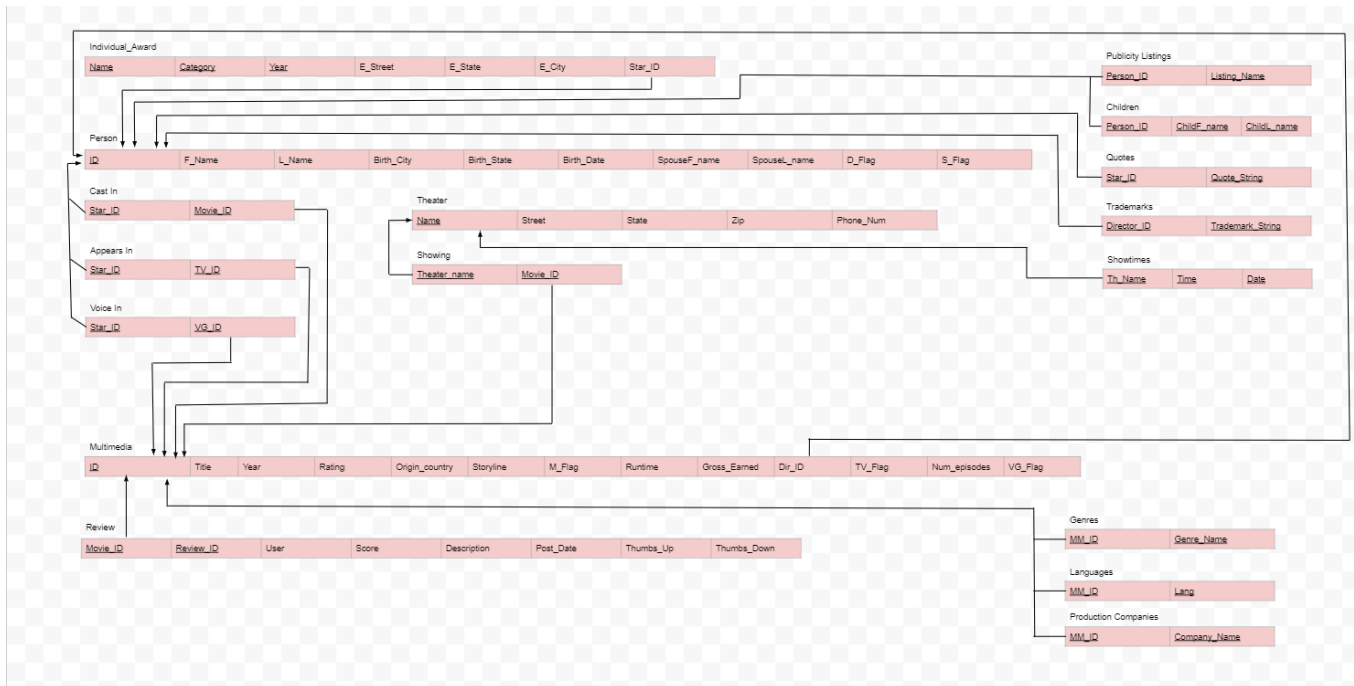 Individual_Award
Name Category Year E_Street E_State E_City Star_ID
Publicity Listings
Person_ID Listing_Name
Children
Person_ID ChildF_name ChildL_name
Person
ID F_Name L_Name Birth_City Birth_State Birth_Date SpouseF_name SpouseL_name D_Flag S_Flag
Quotes
Star_ID Quote_String
Cast In
Star_ID Movie_ID
Theater
Name Street State Zip Phone_Num
Trademarks
Director_ID Trademark_String
Appears In
Star_ID TV_ID
Showing
Theater_name Movie_ID
Showtimes
Th_Name Time Date
Voice In
Star_ID VG_ID
Multimedia
ID Title Year Rating Origin_country Storyline M_Flag Runtime Gross_Earned Dir_ID TV_Flag Num_episodes VG_Flag
Review
Movie_ID Review_ID User Score Description Post_Date Thumbs_Up Thumbs_Down
Genres
MM_ID Genre_Name
Languages
MM_ID Lang
Production Companies
MM_ID Company_Name